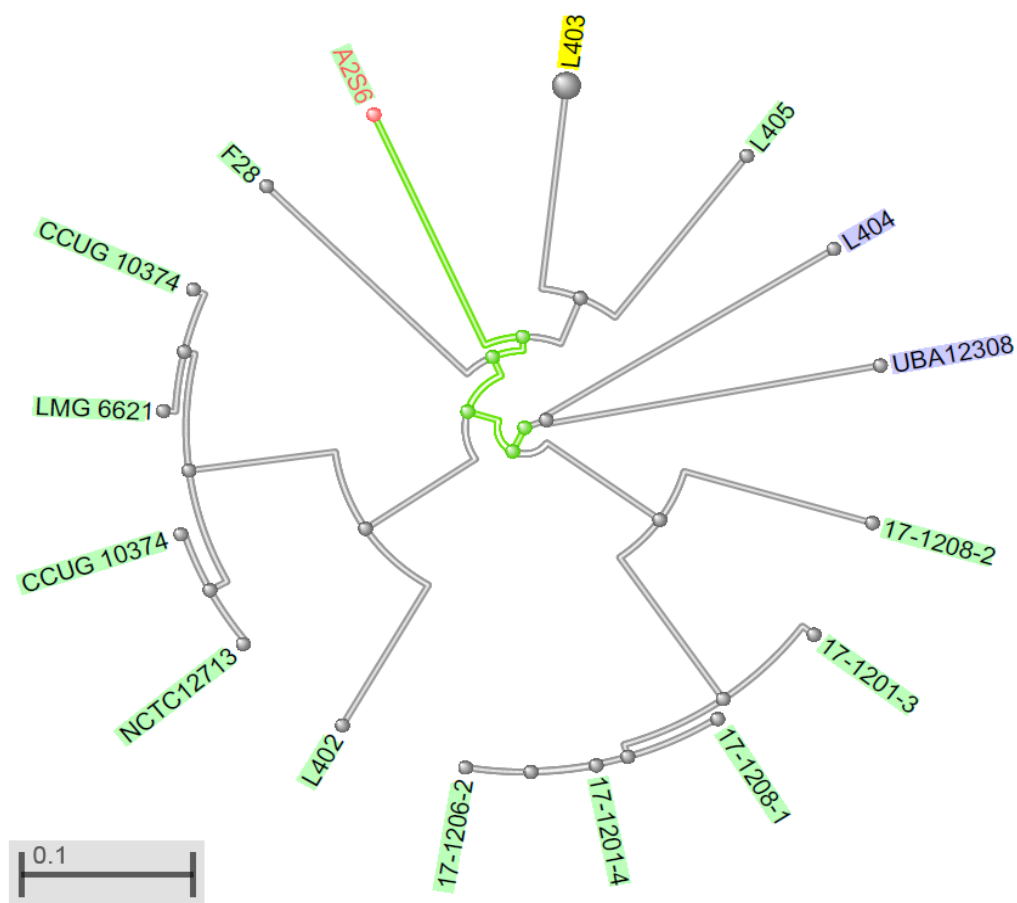 L403
A2S6
L405
F28
L404
CCUG 10374
UBA12308
LMG 6621
17-1208-2
CCUG 10374
17-1201-3
NCTC12713
L402
17-1208-1
17-1206-2
17-1201-4
0.1